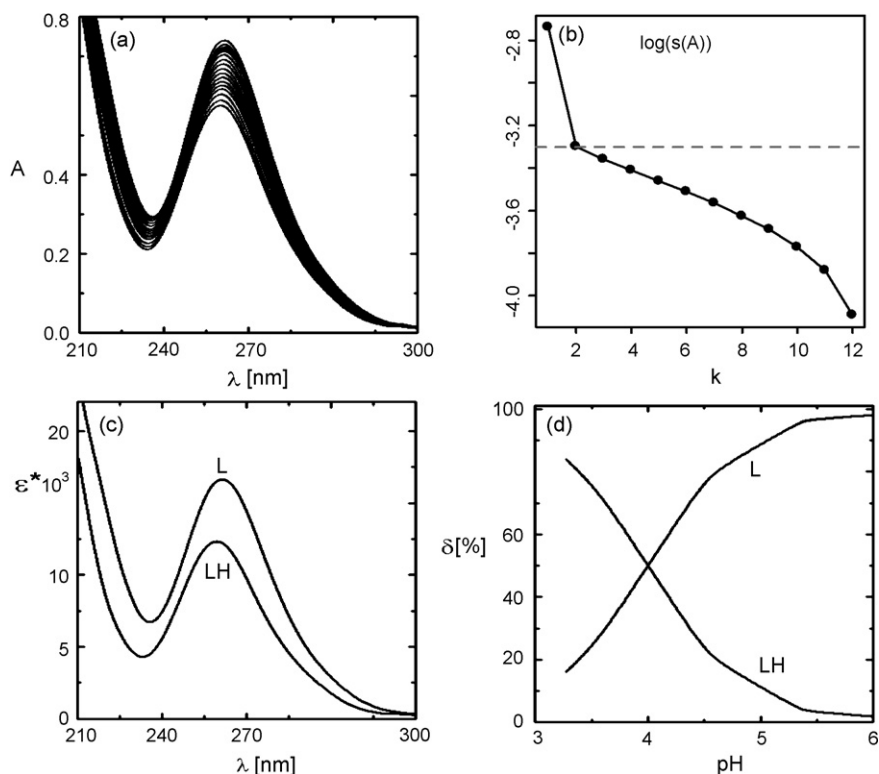 (a)
0.8
0.4
0.2
0.0
A
210
240
270
300
λ [nm]
(b)
log(s(A))
-2.8
-3.2
-3.6
-4.0
2
4
6
8
10
12
k
(c)
20
ε*10³
10
5
0
L
LH
210
240
270
300
λ [nm]
(d)
100
80
60
δ[%]
40
20
0
L
LH
3
4
5
6
pH